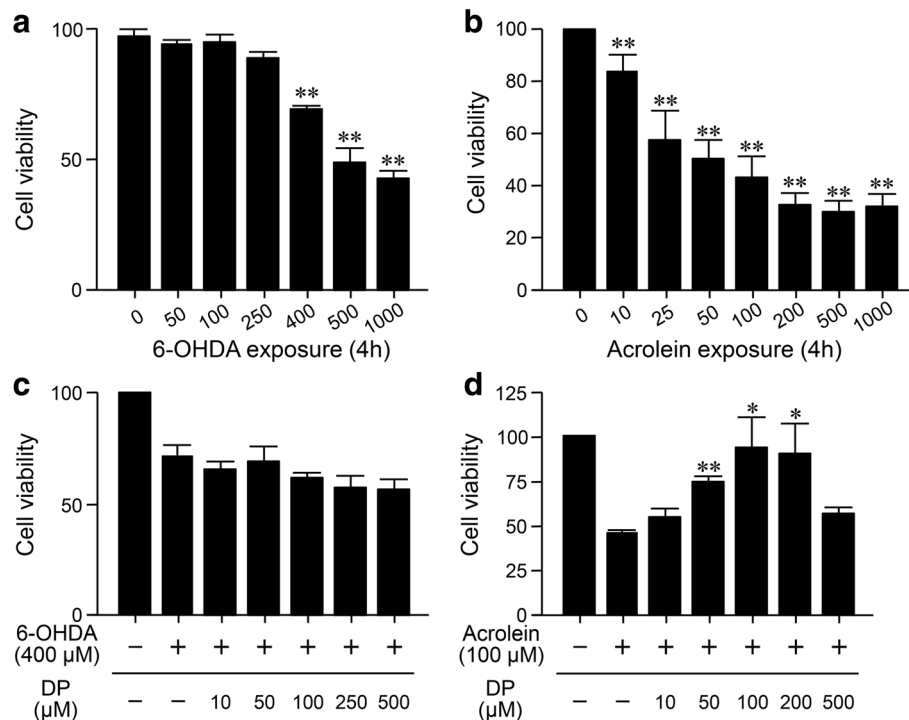 a
100
50
0
Cell viability
**
**
**
0 50 100 250 400 500 1000
6-OHDA exposure (4h)
b
100
80
60
40
20
0
Cell viability
**
**
**
**
**
**
**
0 10 25 50 100 200 500 1000
Acrolein exposure (4h)
c
100
50
0
Cell viability
6-OHDA
(400 µM) – + + + + + +
DP
(µM) – – 10 50 100 250 500
d
125
100
75
50
25
0
Cell viability
**
*
*
Acrolein
(100 µM) – + + + + + +
DP
(µM) – – 10 50 100 200 500